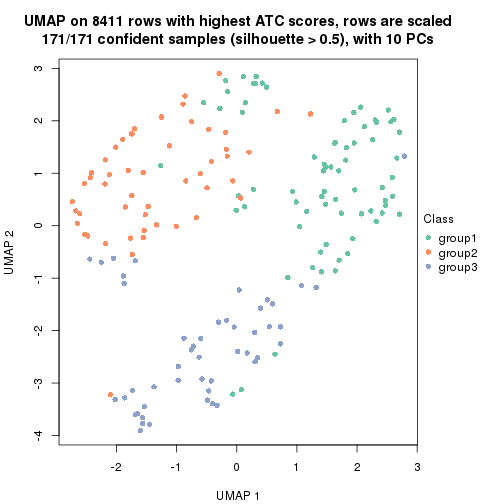 UMAP on 8411 rows with highest ATC scores, rows are scaled
171/171 confident samples (silhouette > 0.5), with 10 PCs
3
2
1
0
-1
-2
-3
-4
UMAP 2
-2
-1
0
1
2
3
UMAP 1
Class
group1
group2
group3